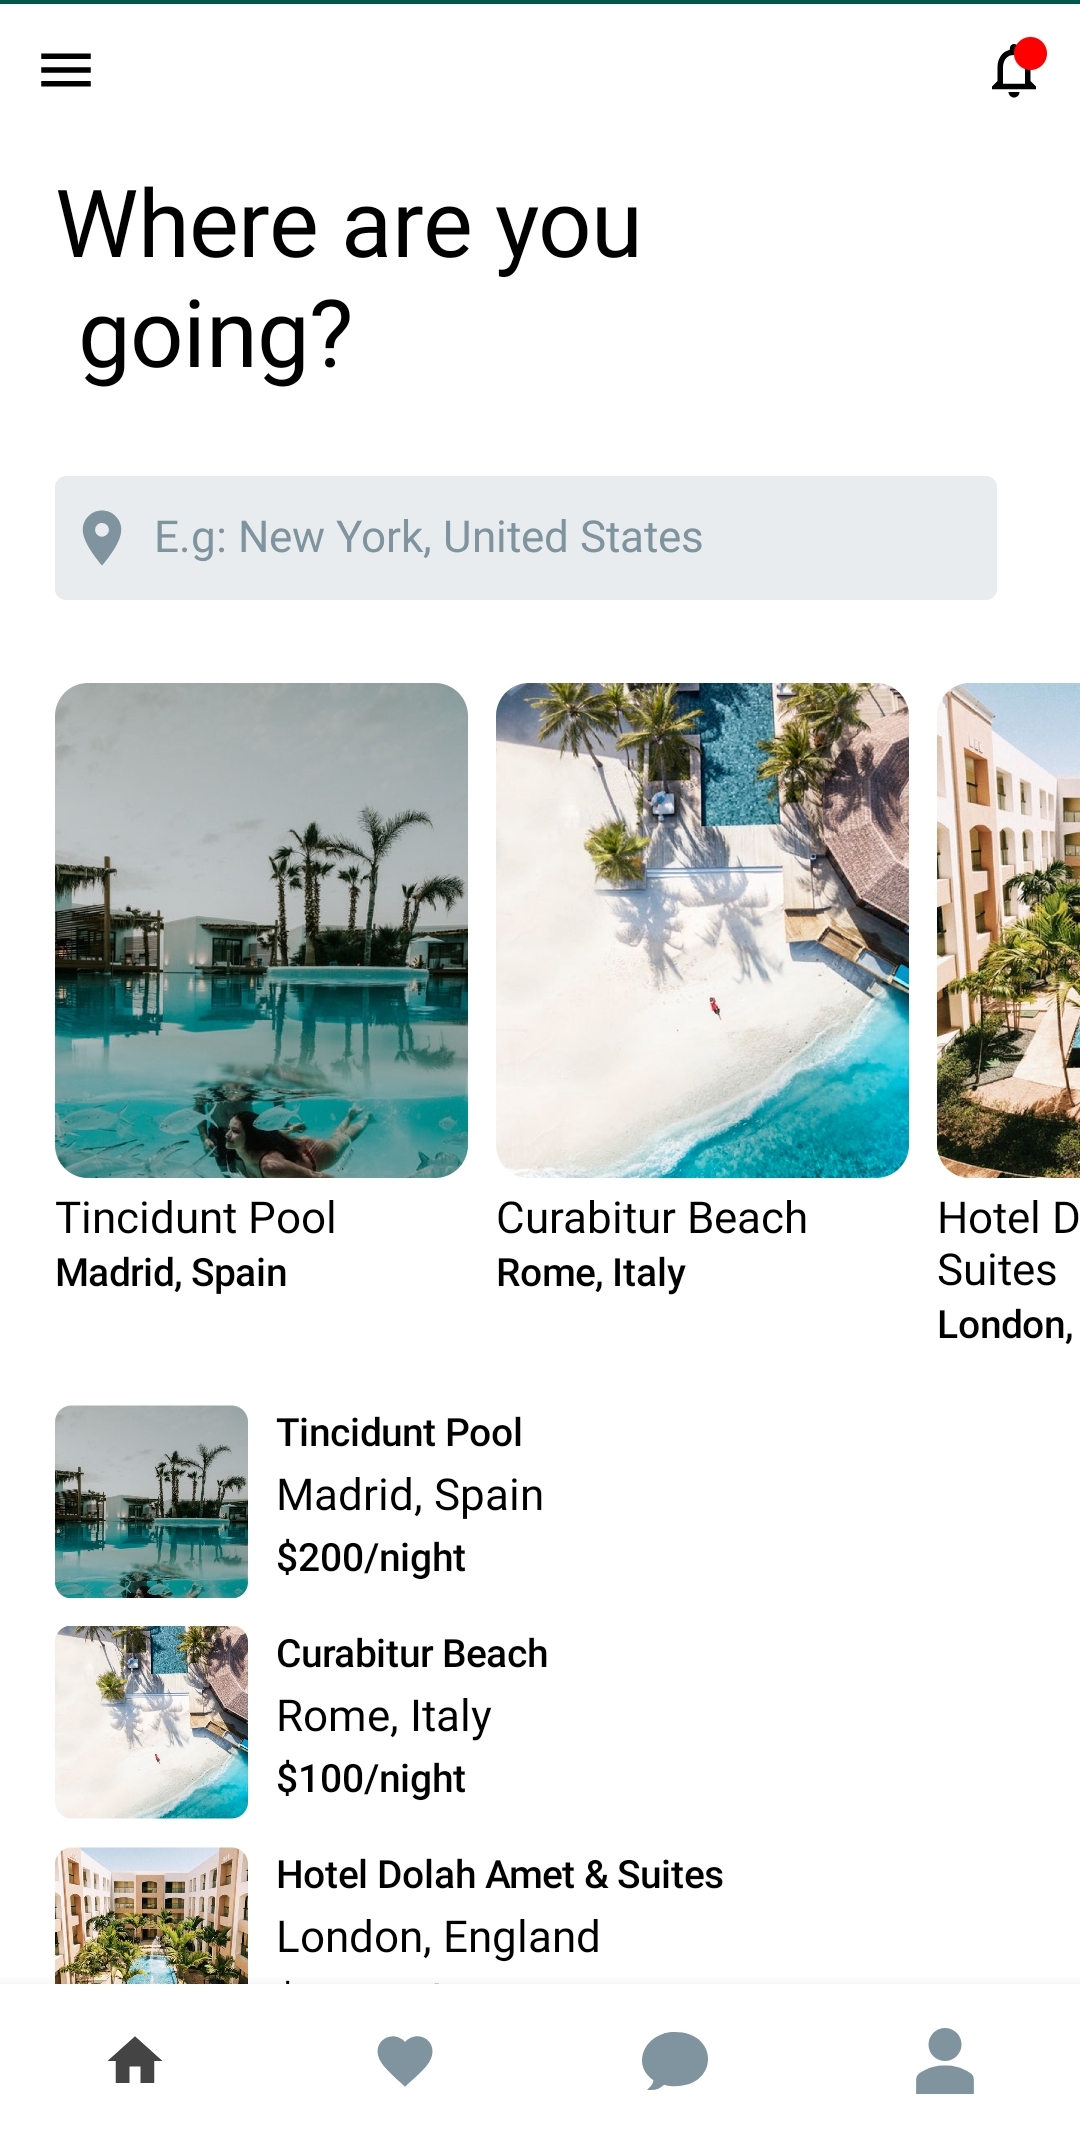 Where are you
going?
E.g: New York, United States
Tincidunt Pool
Madrid, Spain
Curabitur Beach
Rome, Italy
Hotel D
Suites
London,
Tincidunt Pool
Madrid, Spain
$200/night
Curabitur Beach
Rome, Italy
$100/night
Hotel Dolah Amet & Suites
London, England